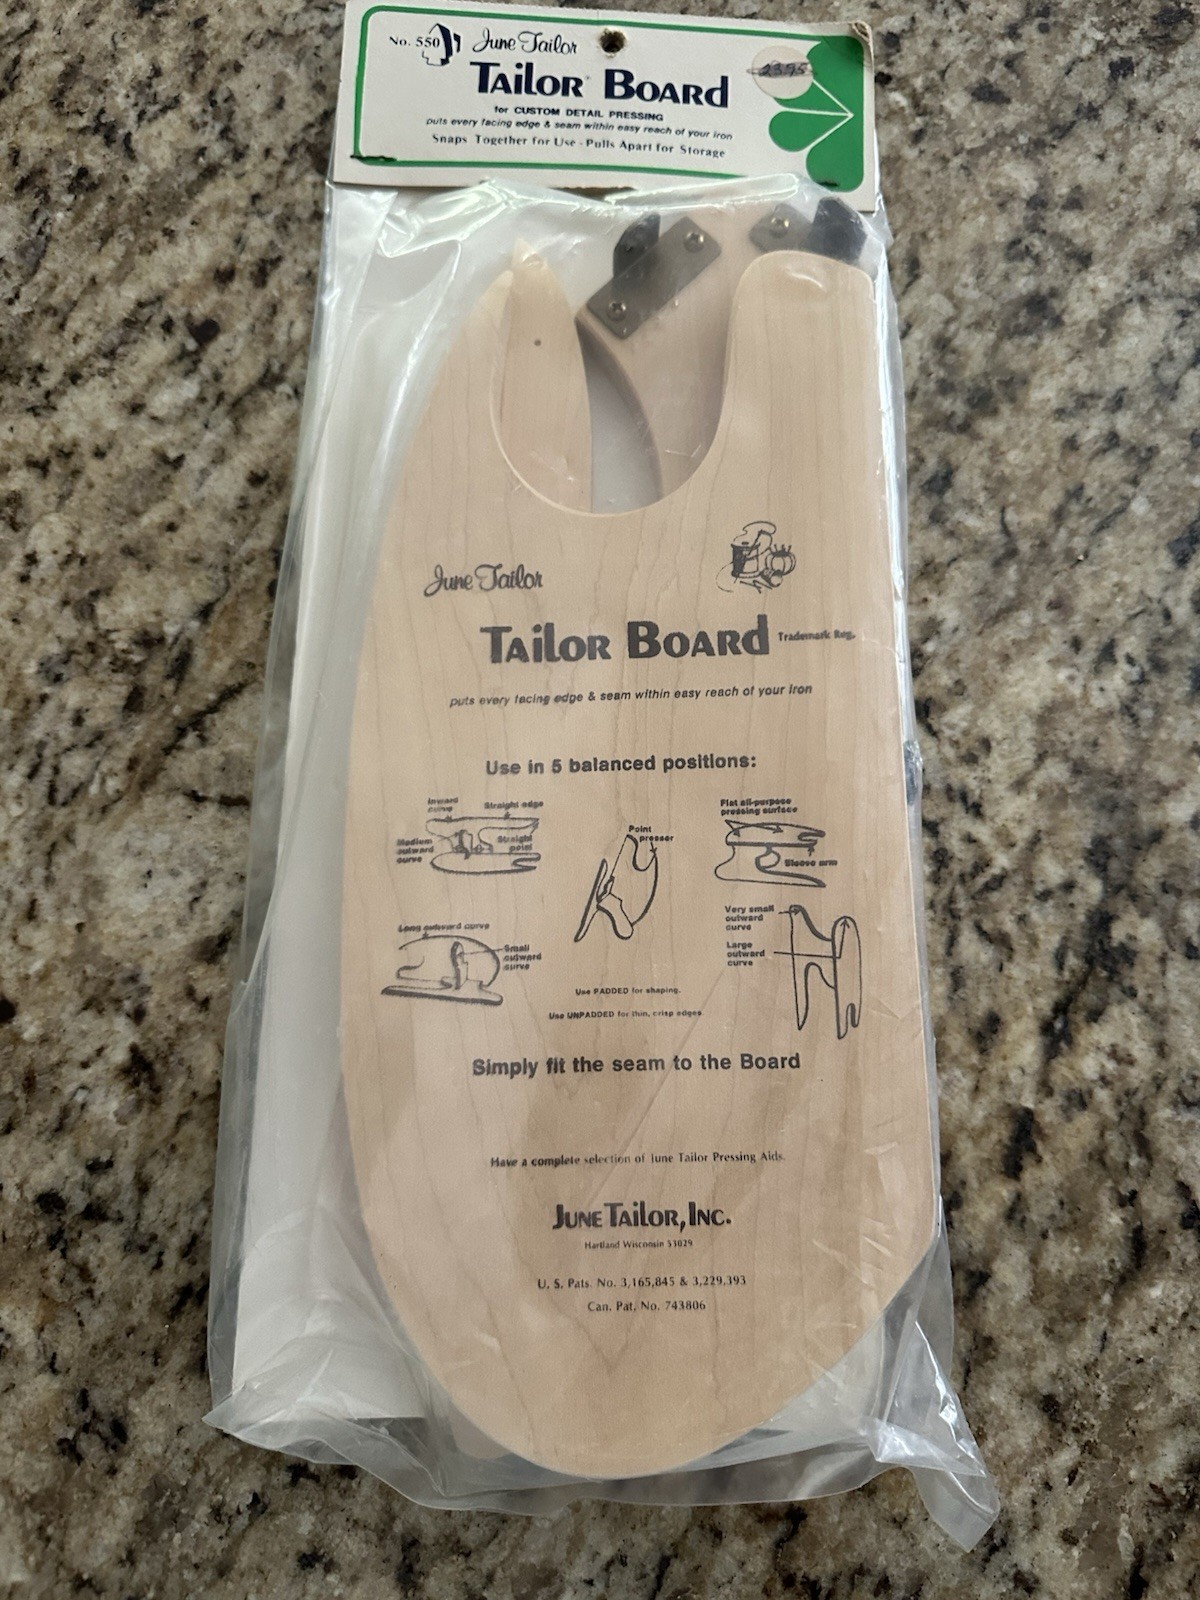 No. 550 June Tailor
TAILOR BOARD
for CUSTOM DETAIL PRESSING
puts every facing edge & seam within easy reach of your iron
Snaps Together for Use - Pulls Apart for Storage
2395
June Tailor
TAILOR BOARD Trademark Reg.
puts every facing edge & seam within easy reach of your iron
Use in 5 balanced positions:
Inward
curve
Straight edge
Medium
outward
curve
Straight
point
Point
presser
Flat all-purpose
pressing surface
Sleeve arm
Long outward curve
Small
outward
curve
Very small
outward
curve
Large
outward
curve
Use PADDED for shaping.
Use UNPADDED for thin, crisp edges.
Simply fit the seam to the Board
Have a complete selection of June Tailor Pressing Aids.
JUNE TAILOR, INC.
Hartland Wisconsin 53029
U. S. Pats. No. 3,165,845 & 3,229,393
Can. Pat. No. 743806